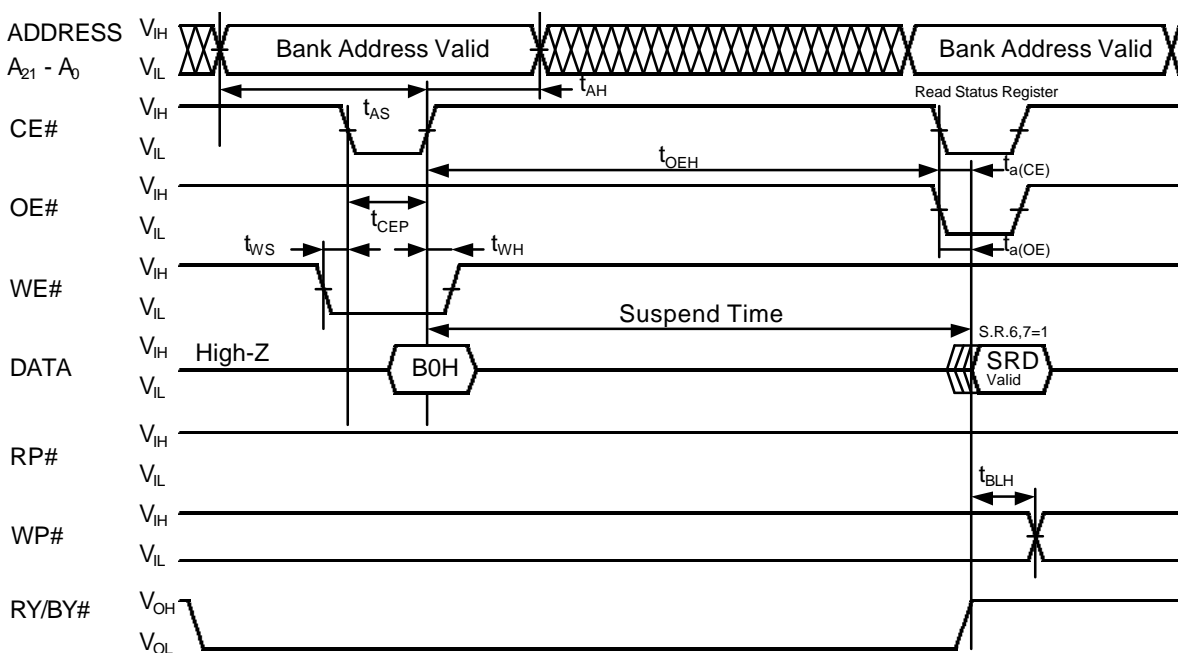 ADDRESS
A21 - A0
VIH
VIL
Bank Address Valid
Bank Address Valid
tAH
tAS
Read Status Register
CE#
VIH
VIL
tOEH
ta(CE)
OE#
VIH
VIL
tCEP
tWS
tWH
ta(OE)
WE#
VIH
VIL
Suspend Time
S.R.6,7=1
DATA
VIH
VIL
High-Z
B0H
SRD
Valid
RP#
VIH
VIL
tBLH
WP#
VIH
VIL
RY/BY#
VOH
VOL